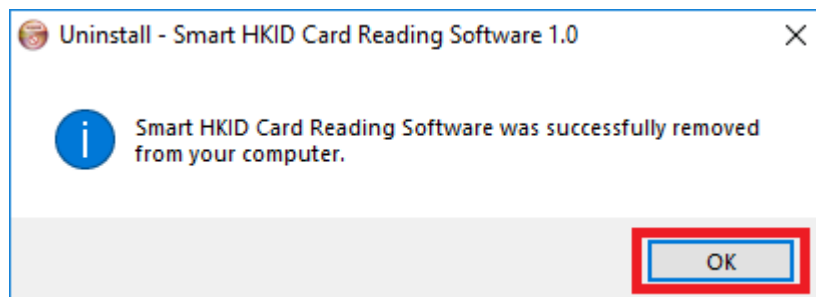 Uninstall - Smart HKID Card Reading Software 1.0
Smart HKID Card Reading Software was successfully removed
from your computer.
OK